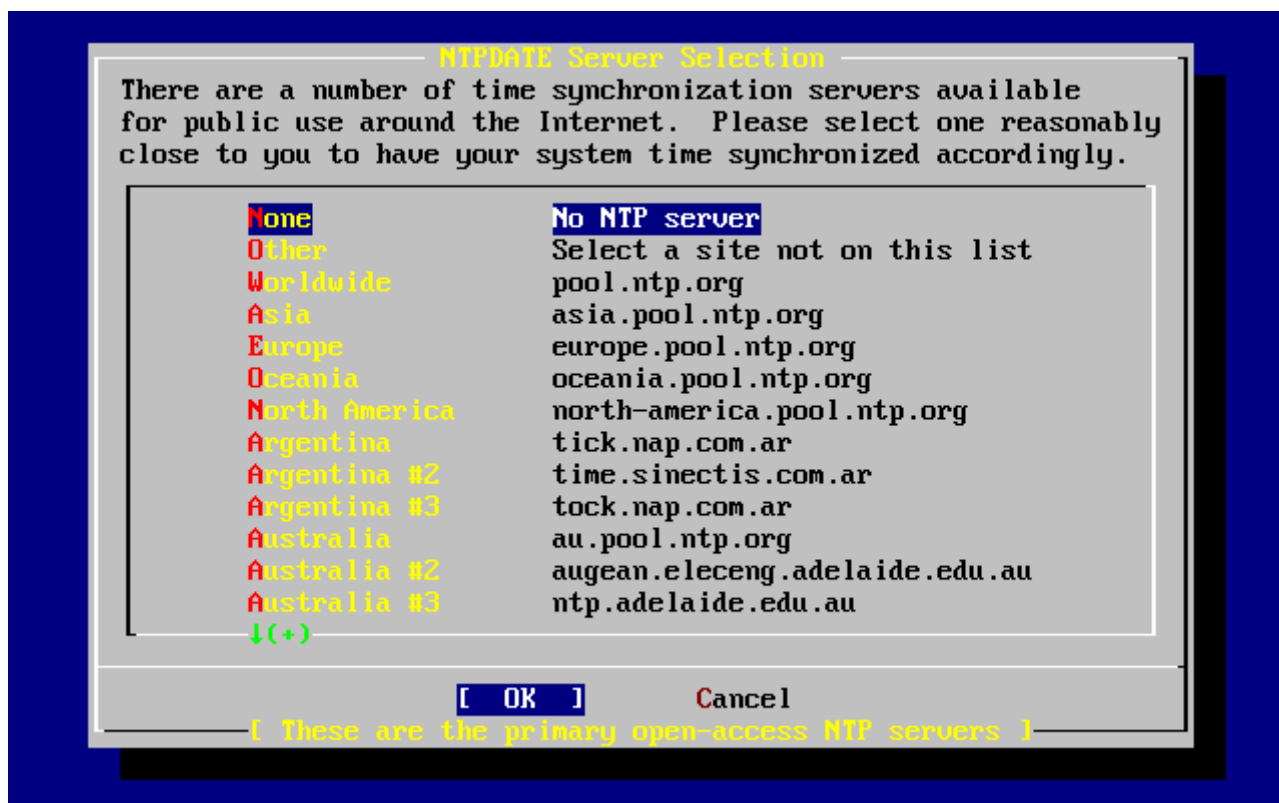 NTPDATE Server Selection
There are a number of time synchronization servers available
for public use around the Internet.  Please select one reasonably
close to you to have your system time synchronized accordingly.
None No NTP server
Other Select a site not on this list
Worldwide pool.ntp.org
Asia asia.pool.ntp.org
Europe europe.pool.ntp.org
Oceania oceania.pool.ntp.org
North America north-america.pool.ntp.org
Argentina tick.nap.com.ar
Argentina #2 time.sinectis.com.ar
Argentina #3 tock.nap.com.ar
Australia au.pool.ntp.org
Australia #2 augean.eleceng.adelaide.edu.au
Australia #3 ntp.adelaide.edu.au
↓(+)
[ OK ] Cancel
[ These are the primary open-access NTP servers ]